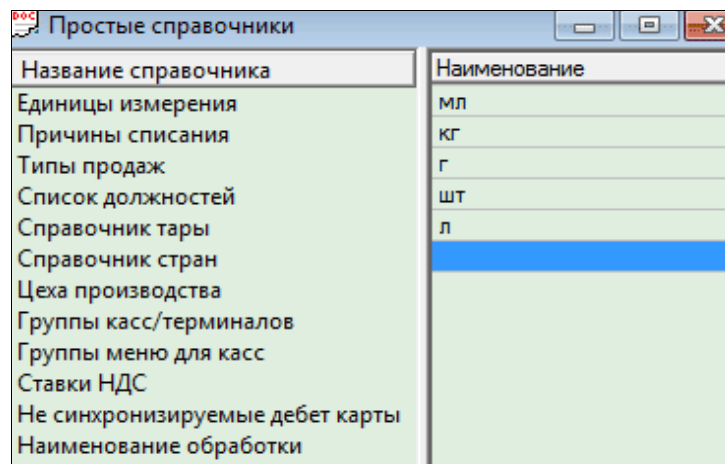 DOC
Простые справочники
Название справочника
Единицы измерения
Причины списания
Типы продаж
Список должностей
Справочник тары
Справочник стран
Цеха производства
Группы касс/терминалов
Группы меню для касс
Ставки НДС
Не синхронизируемые дебет карты
Наименование обработки
Наименование
мл
кг
г
шт
л